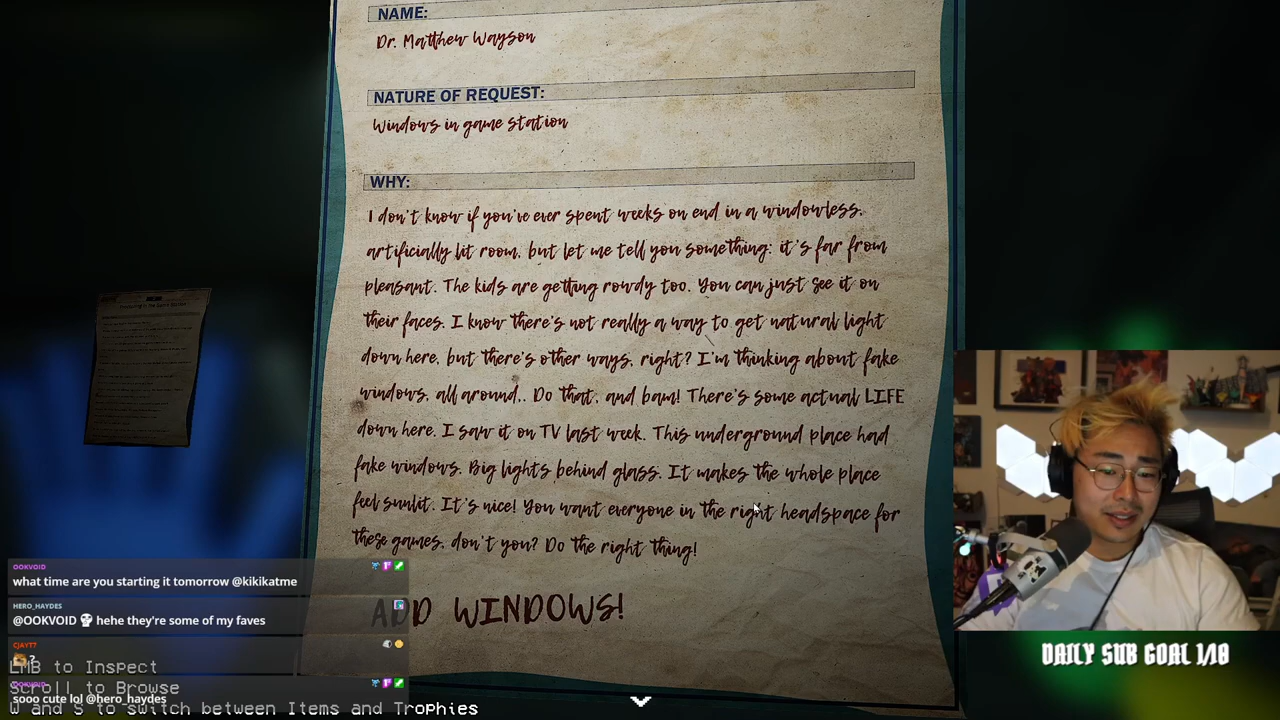 NAME:
Dr. Matthew Wayson
NATURE OF REQUEST:
Windows in game station
WHY:
I don't know if you've ever spent weeks on end in a windowless,
artificially lit room, but let me tell you something: it's far from
pleasant. The kids are getting rowdy too. You can just see it on
their faces. I know there's not really a way to get natural light
down here, but there's other ways, right? I'm thinking about fake
windows, all around,. Do that, and bam! There's some actual LIFE
down here. I saw it on TV last week. This underground place had
fake windows. Big lights behind glass. It makes the whole place
feel sunlit. It's nice! You want everyone in the right headspace for
these games, don't you? Do the right thing!
ADD WINDOWS!
OOKVOID
what time are you starting it tomorrow @kikikatme
HERO_HAYDES
@OOKVOID 💀 hehe they're some of my faves
CJAYT7
?
LMB to Inspect
Scroll to Browse
sooo cute lol @hero_haydes
W and S to switch between Items and Trophies
DAILY SUB GOAL 1/18